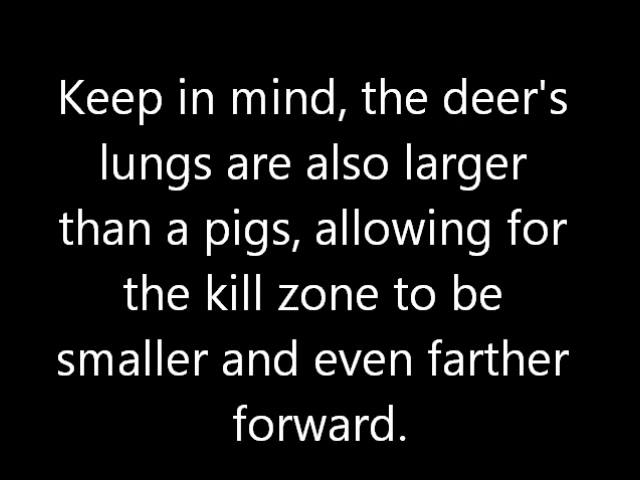 Keep in mind, the deer's
lungs are also larger
than a pigs, allowing for
the kill zone to be
smaller and even farther
forward.